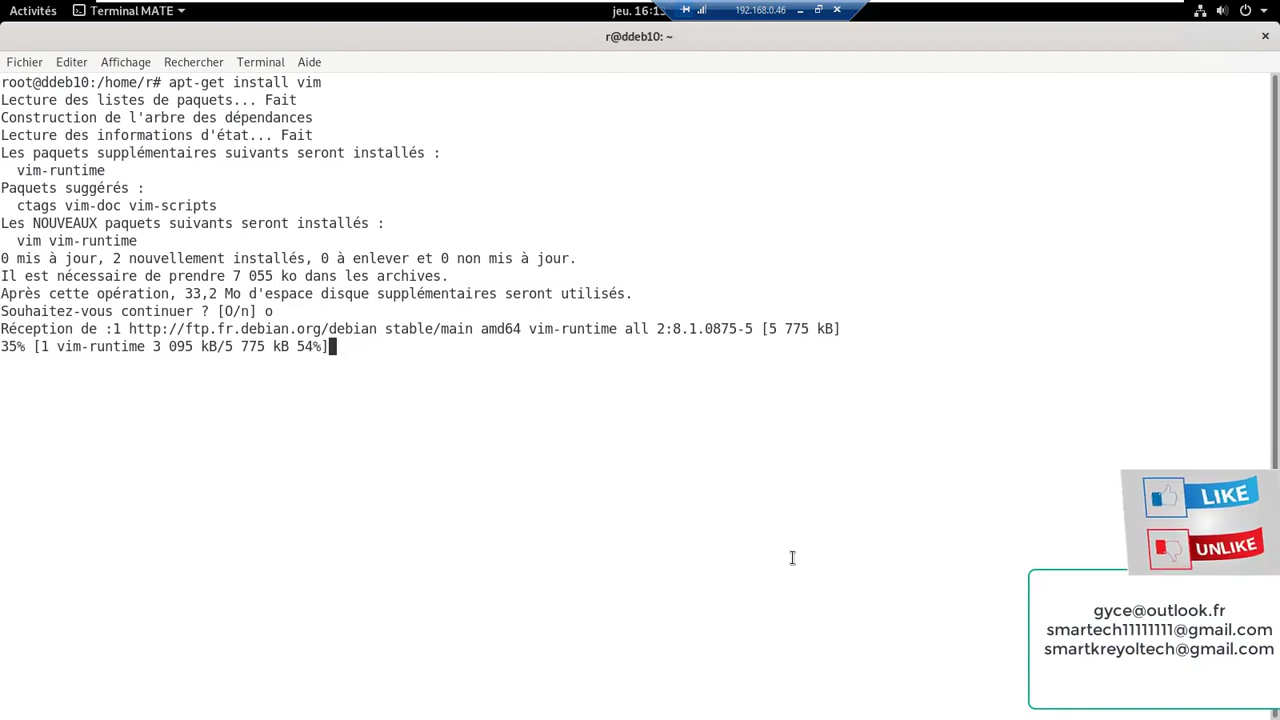 Activités Terminal MATE jeu. 16:1 192.168.0.46
r@ddeb10: ~
Fichier Editer Affichage Rechercher Terminal Aide
root@ddeb10:/home/r# apt-get install vim
Lecture des listes de paquets... Fait
Construction de l'arbre des dépendances
Lecture des informations d'état... Fait
Les paquets supplémentaires suivants seront installés :
vim-runtime
Paquets suggérés :
ctags vim-doc vim-scripts
Les NOUVEAUX paquets suivants seront installés :
vim vim-runtime
0 mis à jour, 2 nouvellement installés, 0 à enlever et 0 non mis à jour.
Il est nécessaire de prendre 7 055 ko dans les archives.
Après cette opération, 33,2 Mo d'espace disque supplémentaires seront utilisés.
Souhaitez-vous continuer ? [O/n] o
Réception de :1 http://ftp.fr.debian.org/debian stable/main amd64 vim-runtime all 2:8.1.0875-5 [5 775 kB]
35% [1 vim-runtime 3 095 kB/5 775 kB 54%]
LIKE
UNLIKE
gyce@outlook.fr
smartech11111111@gmail.com
smartkreyoltech@gmail.com